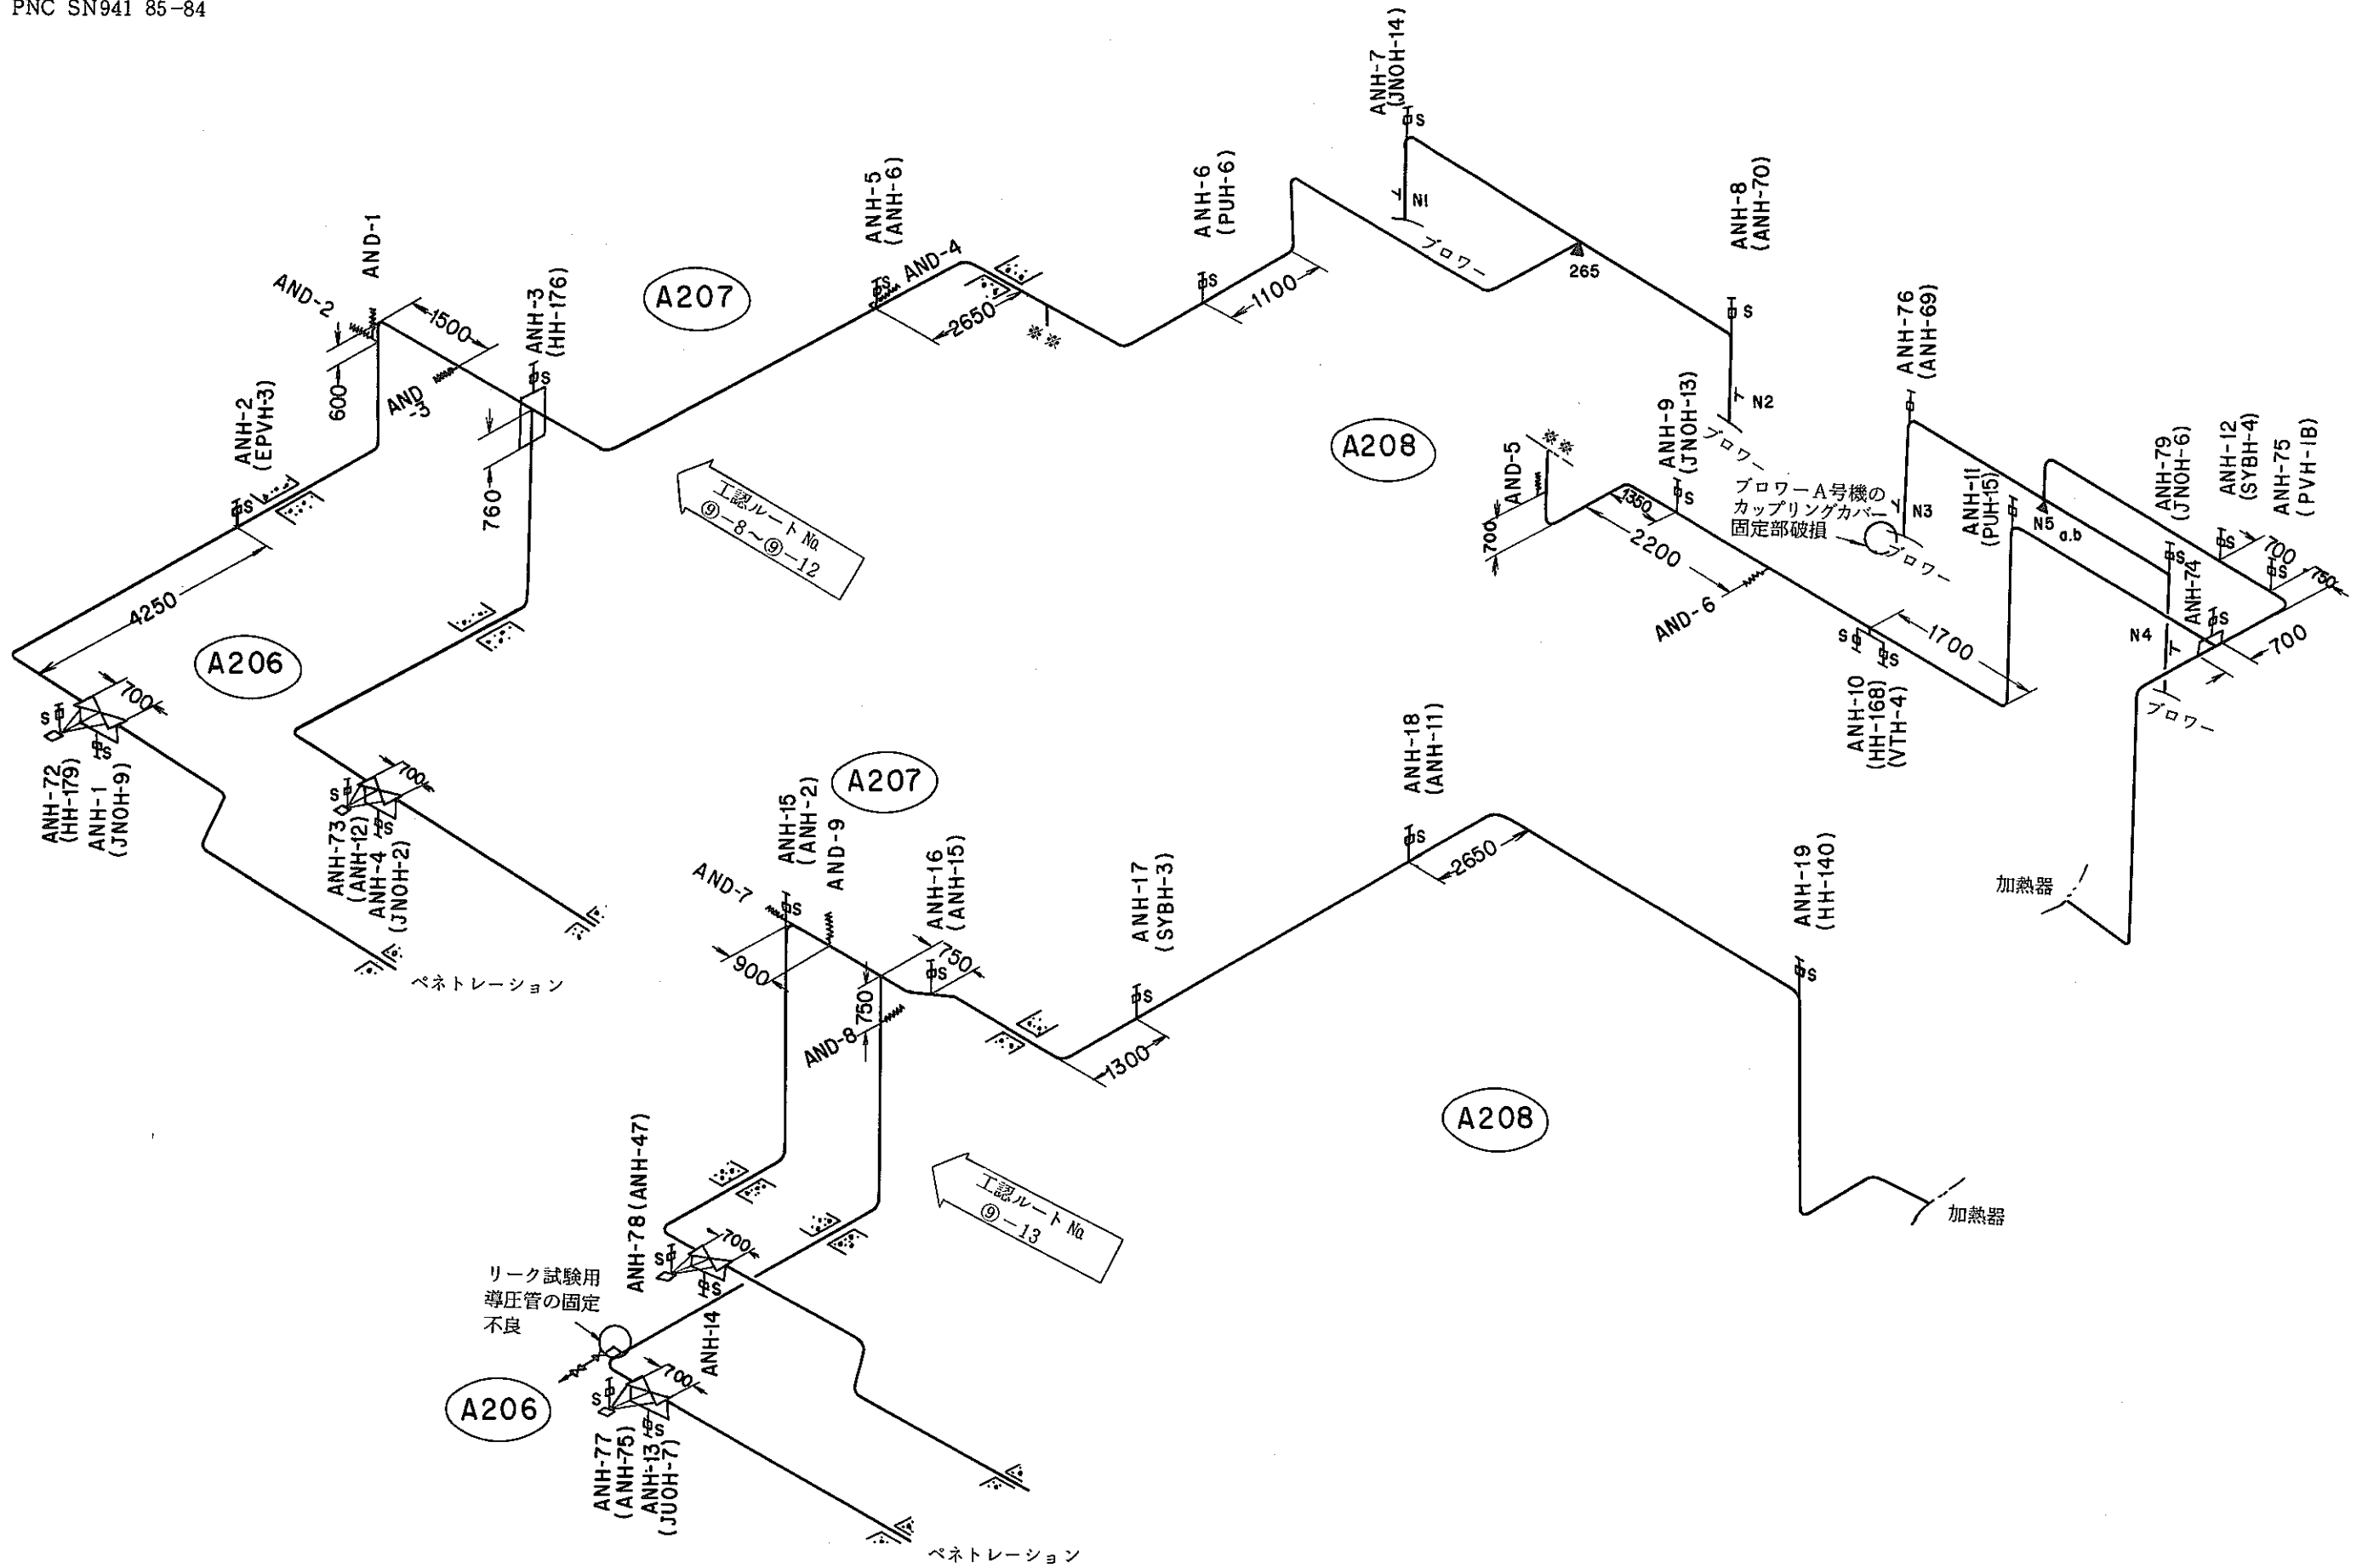 PNC SN941 85-84
ANH-7
(JNOH-14)
S
N1
ブロワー
265
ANH-8
(ANH-70)
S
N2
ブロワー
ANH-6
(PUH-6)
S
1100
ANH-5
(ANH-6)
S
AND-4
2650
※※
A207
AND-1
AND-2
1500
600
AND
-3
ANH-3
(HH-176)
S
760
ANH-2
(EPVH-3)
S
4250
A206
工認ルート No.
⑨-8~⑨-12
700
S
S
ANH-72
(HH-179)
ANH-1
(JNOH-9)
700
S
S
ANH-73
(ANH-12)
ANH-4
(JNOH-2)
ペネトレーション
A208
※※
AND-5
700
ANH-9
(JNOH-13)
S
1350
2200
AND-6
1700
S
S
ANH-10
(HH-168)
(VTH-4)
ANH-76
(ANH-69)
ブロワーA号機の
カップリングカバー
固定部破損
N3
ブロワー
ANH-11
(PUH-15)
N5
a.b
ANH-79
(JNOH-6)
S
ANH-12
(SYBH-4)
S
ANH-75
(PVH-1B)
S
700
750
ANH-74
S
N4
700
ブロワー
加熱器
A207
ANH-15
(ANH-2)
S
AND-7
AND-9
900
ANH-16
(ANH-15)
S
750
750
AND-8
ANH-17
(SYBH-3)
S
1300
ANH-18
(ANH-11)
S
2650
ANH-19
(HH-140)
S
A208
加熱器
工認ルート No.
⑨-13
ANH-78(ANH-47)
S
700
S
ANH-14
リーク試験用
導圧管の固定
不良
A206
700
S
S
ANH-77
(ANH-75)
ANH-13
(JUOH-7)
ペネトレーション